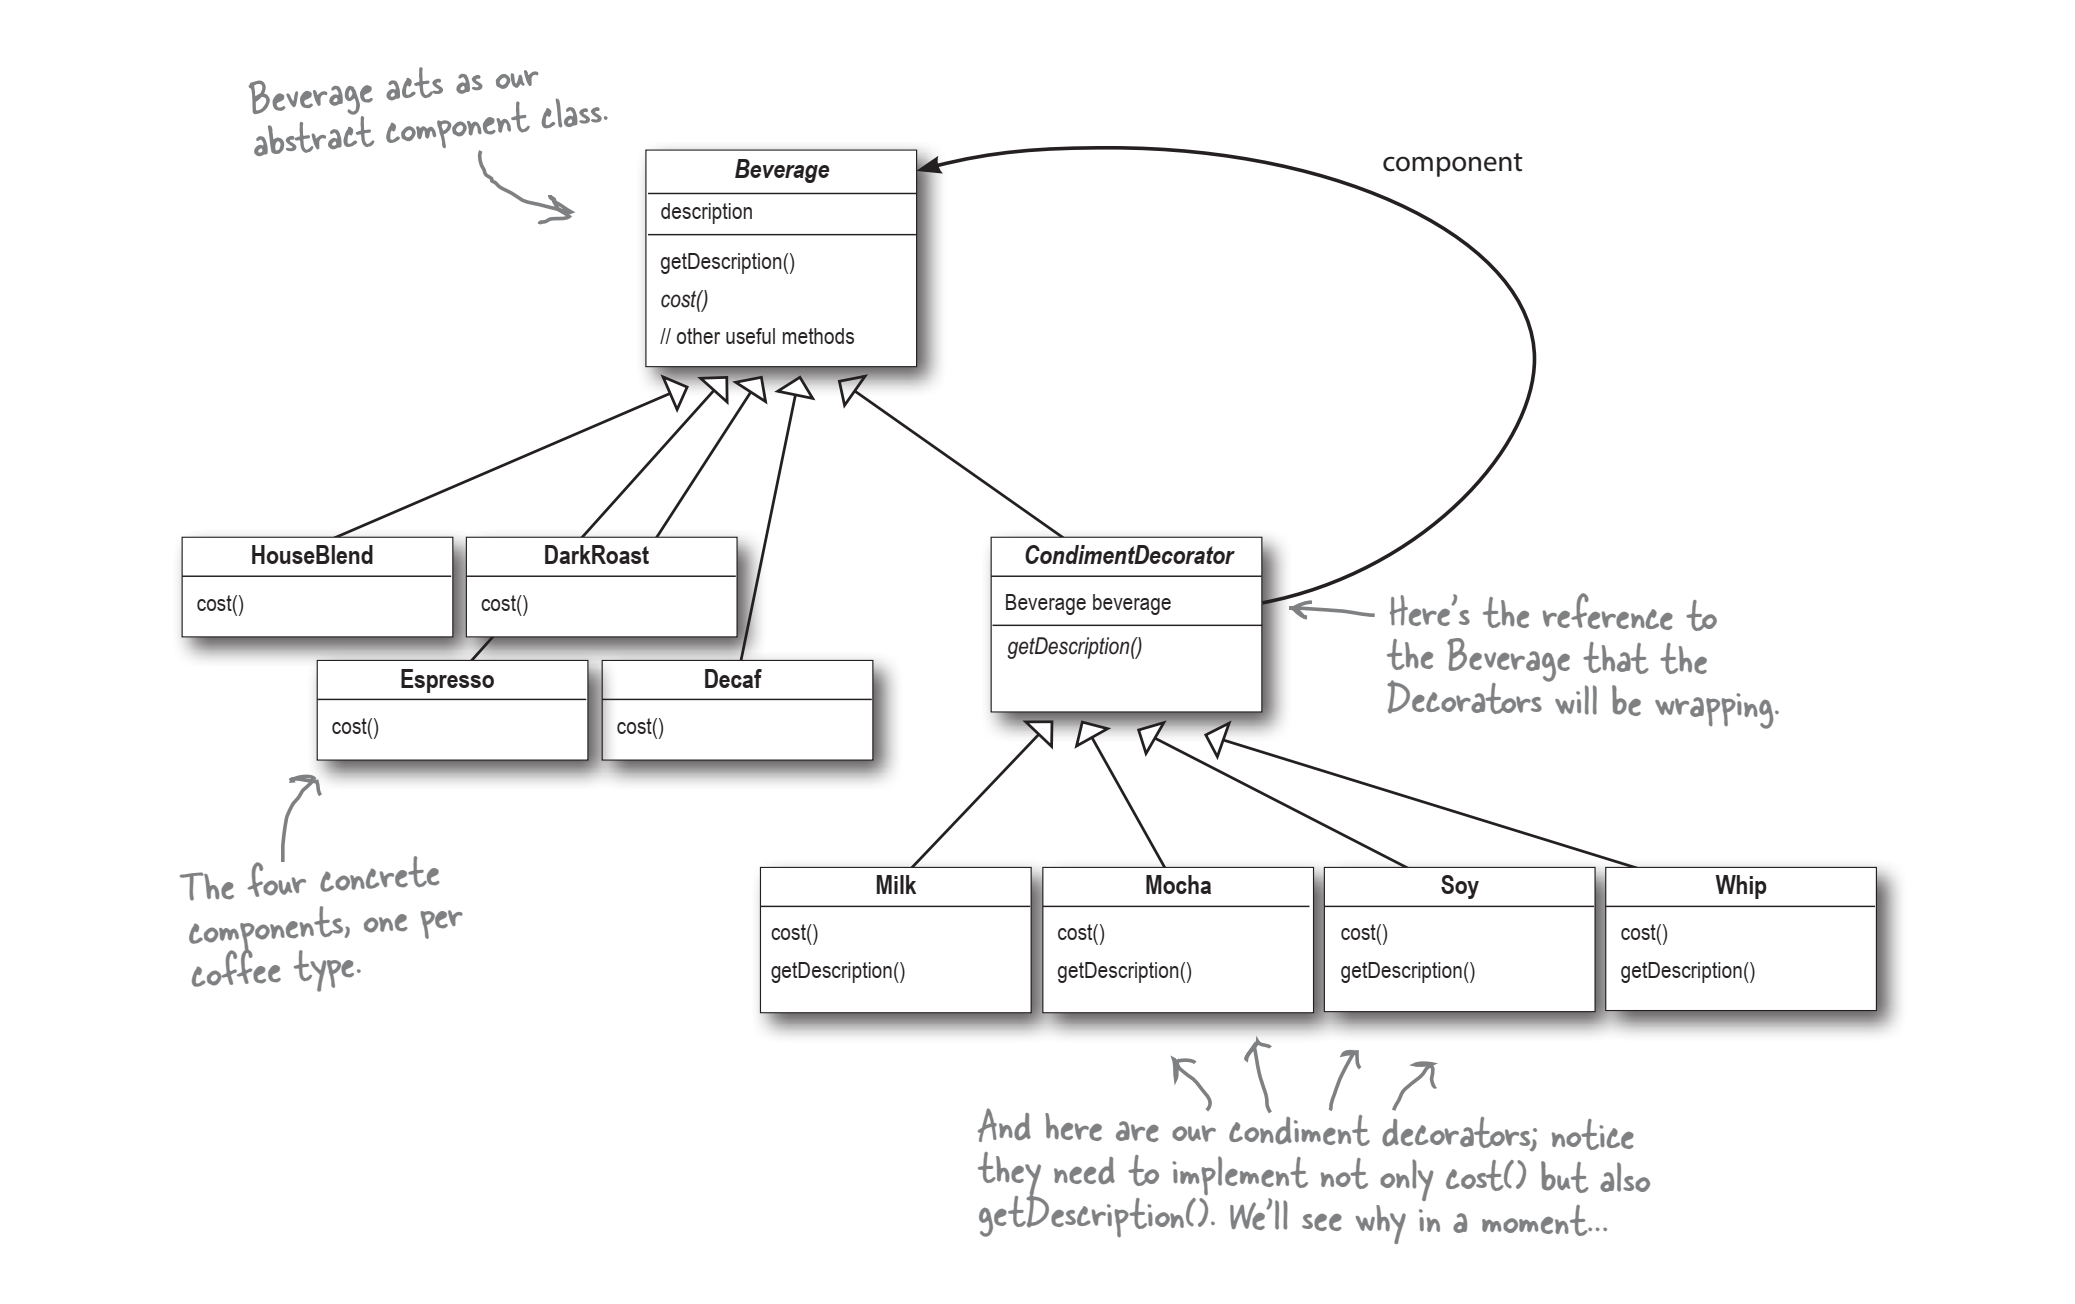 Beverage acts as our
abstract component class.
Beverage
description
getDescription()
cost()
// other useful methods
component
HouseBlend
cost()
DarkRoast
cost()
Espresso
cost()
Decaf
cost()
CondimentDecorator
Beverage beverage
getDescription()
Here's the reference to
the Beverage that the
Decorators will be wrapping.
The four concrete
components, one per
coffee type.
Milk
cost()
getDescription()
Mocha
cost()
getDescription()
Soy
cost()
getDescription()
Whip
cost()
getDescription()
And here are our condiment decorators; notice
they need to implement not only cost() but also
getDescription(). We'll see why in a moment...